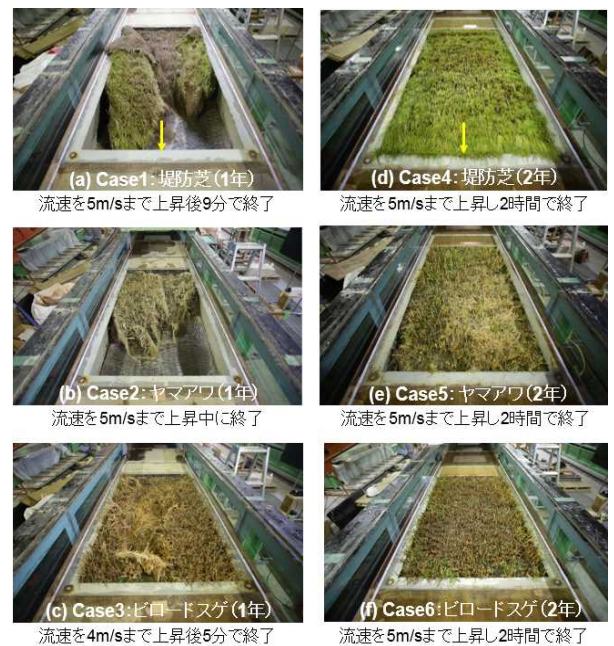 (a) Case1:堤防芝(1年)
流速を5m/sまで上昇後9分で終了
(d) Case4:堤防芝(2年)
流速を5m/sまで上昇し2時間で終了
(b) Case2:ヤマアワ(1年)
流速を5m/sまで上昇中に終了
(e) Case5:ヤマアワ(2年)
流速を5m/sまで上昇し2時間で終了
(c) Case3:ビロードスゲ(1年)
流速を4m/sまで上昇後5分で終了
(f) Case6:ビロードスゲ(2年)
流速を5m/sまで上昇し2時間で終了